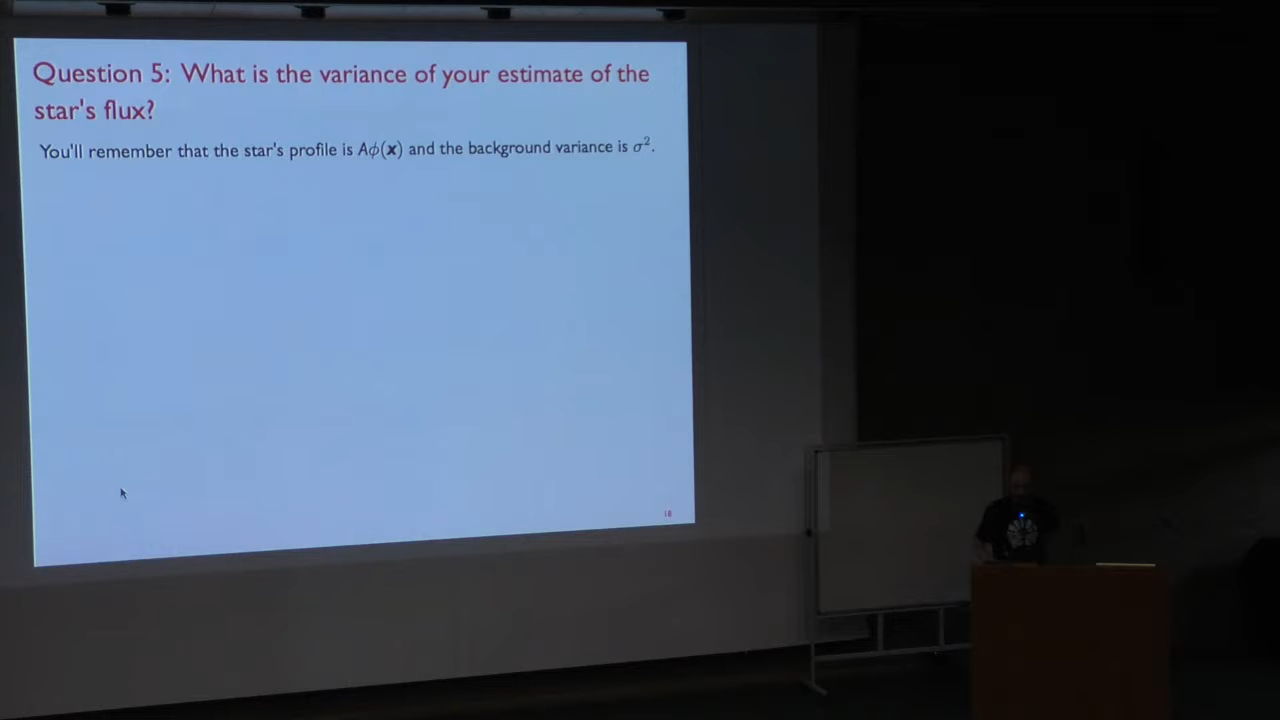 Question 5: What is the variance of your estimate of the
star's flux?
You'll remember that the star's profile is Aϕ(x) and the background variance is σ².
18